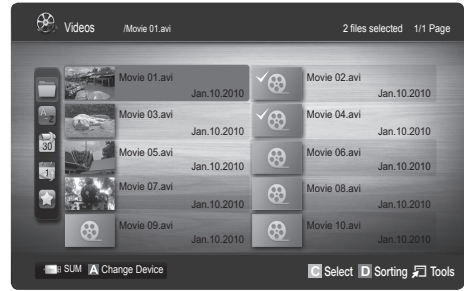 Videos /Movie 01.avi 2 files selected 1/1 Page
Movie 01.avi Movie 02.avi
Jan.10.2010 Jan.10.2010
Movie 03.avi Movie 04.avi
Jan.10.2010 Jan.10.2010
Movie 05.avi Movie 06.avi
Jan.10.2010 Jan.10.2010
Movie 07.avi Movie 08.avi
Jan.10.2010 Jan.10.2010
Movie 09.avi Movie 10.avi
Jan.10.2010 Jan.10.2010
30
1
SUM A Change Device C Select D Sorting Tools